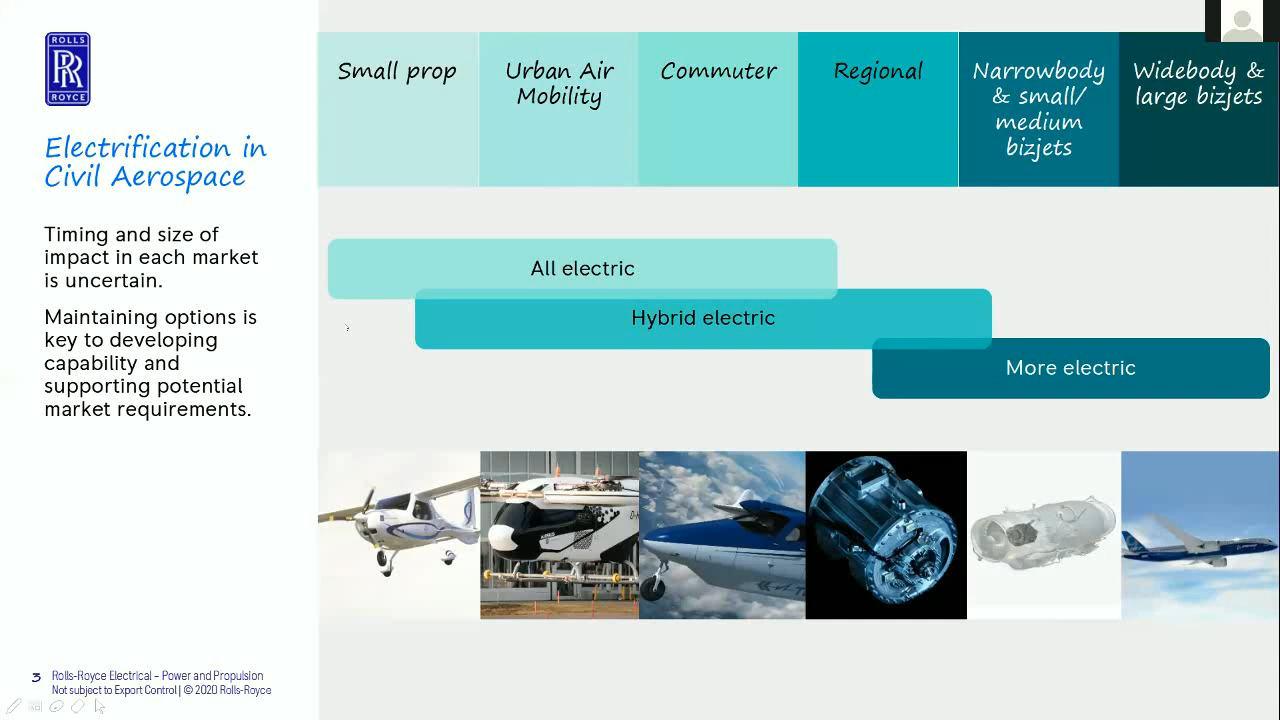 ROLLS
RR
ROYCE
Electrification in
Civil Aerospace
Timing and size of
impact in each market
is uncertain.
Maintaining options is
key to developing
capability and
supporting potential
market requirements.
Small prop
Urban Air
Mobility
Commuter
Regional
Narrowbody
& small/
medium
bizjets
Widebody &
large bizjets
All electric
Hybrid electric
More electric
3
Rolls-Royce Electrical – Power and Propulsion
Not subject to Export Control | © 2020 Rolls-Royce